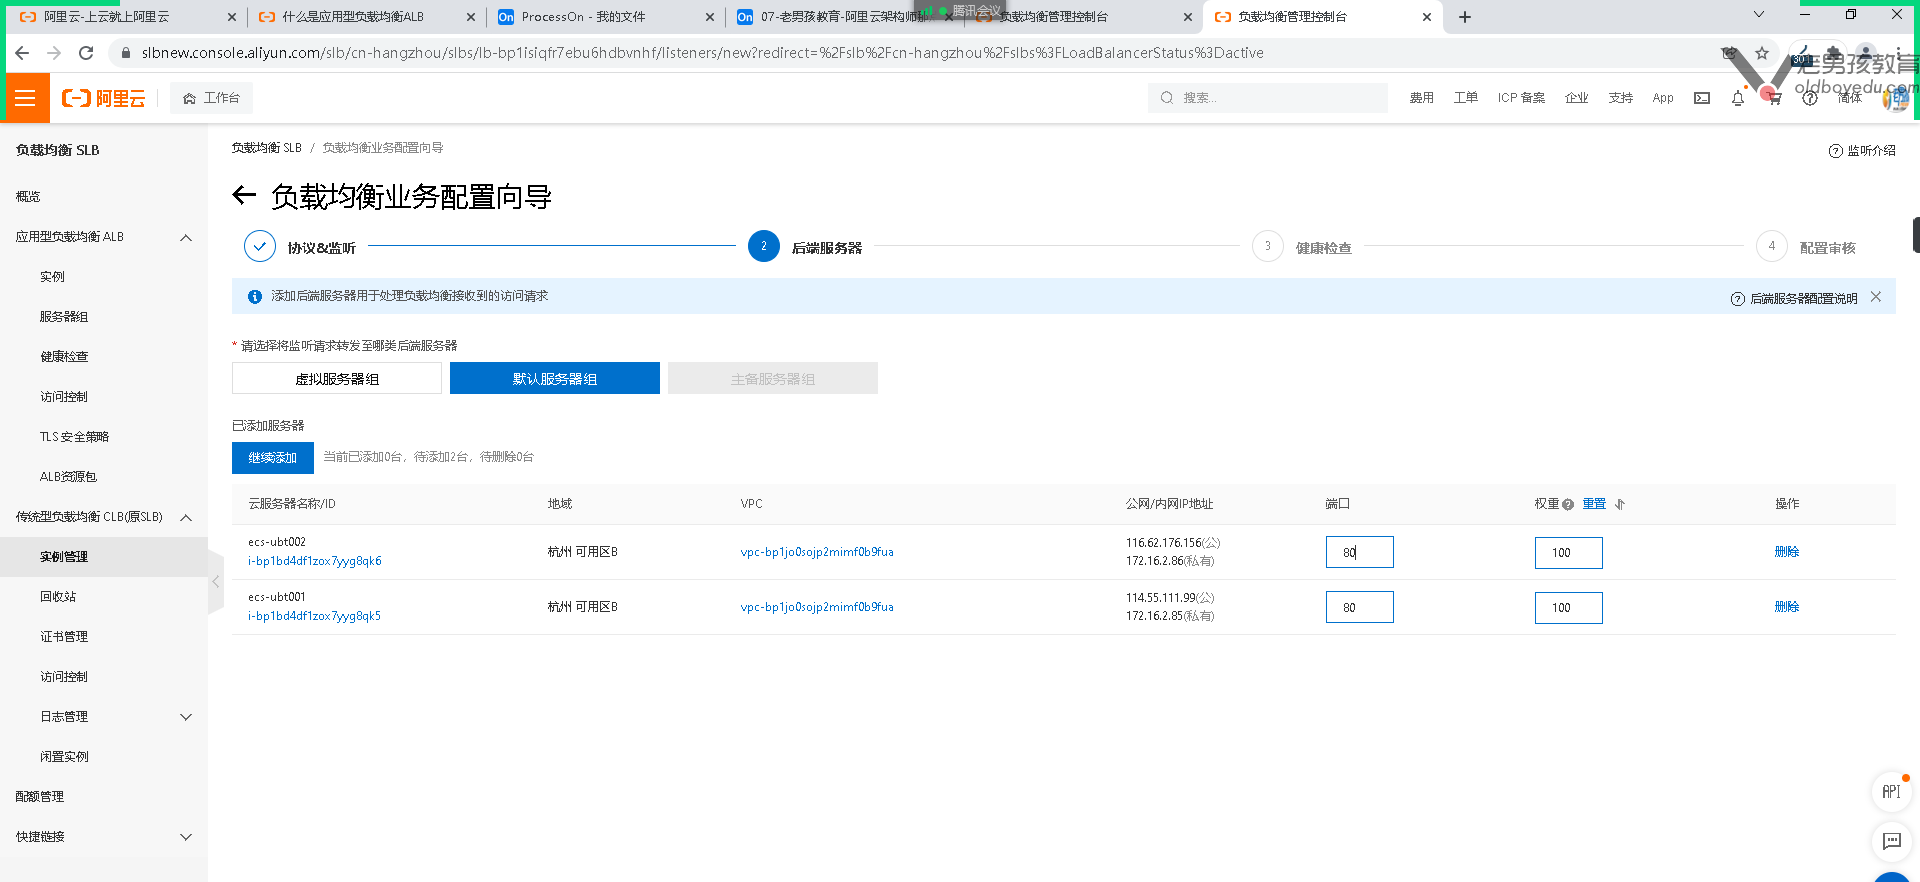 阿里云-上云就上阿里云
什么是应用型负载均衡ALB
On ProcessOn - 我的文件
On 07-老男孩教育-阿里云架构师
腾讯会议
负载均衡管理控制台
负载均衡管理控制台
slbnew.console.aliyun.com/slb/cn-hangzhou/slbs/lb-bp1isiqfr7ebu6hdbvnhf/listeners/new?redirect=%2Fslb%2Fcn-hangzhou%2Fslbs%3FLoadBalancerStatus%3Dactive
老男孩教育
oldboyedu.com
阿里云
工作台
搜索...
费用
工单
ICP 备案
企业
支持
App
简体
负载均衡 SLB
概览
应用型负载均衡 ALB
实例
服务器组
健康检查
访问控制
TLS 安全策略
ALB资源包
传统型负载均衡 CLB(原SLB)
实例管理
回收站
证书管理
访问控制
日志管理
闲置实例
配额管理
快捷链接
负载均衡 SLB / 负载均衡业务配置向导
监听介绍
负载均衡业务配置向导
协议&监听
2 后端服务器
3 健康检查
4 配置审核
添加后端服务器用于处理负载均衡接收到的访问请求
后端服务器配置说明
* 请选择将监听请求转发至哪类后端服务器
虚拟服务器组
默认服务器组
主备服务器组
已添加服务器
继续添加 当前已添加0台，待添加2台，待删除0台
云服务器名称/ID 地域 VPC 公网/内网IP地址 端口 权重 重置 操作
ecs-ubt002 116.62.176.156(公)
i-bp1bd4df1zox7yyg8qk6 杭州 可用区B vpc-bp1jo0sojp2mimf0b9fua 172.16.2.86(私有) 80 100 删除
ecs-ubt001 114.55.111.99(公)
i-bp1bd4df1zox7yyg8qk5 杭州 可用区B vpc-bp1jo0sojp2mimf0b9fua 172.16.2.85(私有) 80 100 删除
API